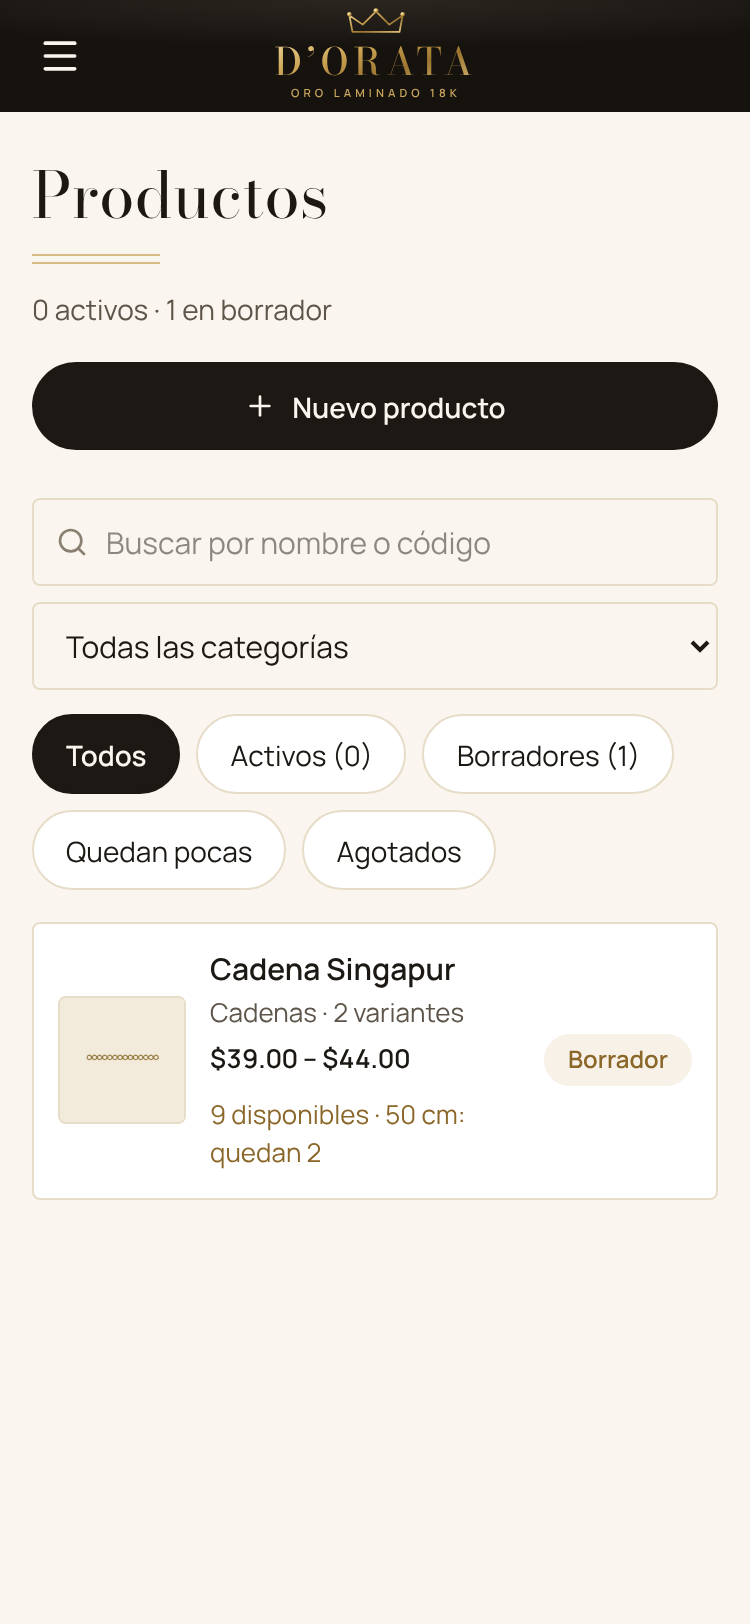 D'ORATA
ORO LAMINADO 18K
Productos
0 activos · 1 en borrador
+ Nuevo producto
Buscar por nombre o código
Todas las categorías
Todos
Activos (0)
Borradores (1)
Quedan pocas
Agotados
Cadena Singapur
Cadenas · 2 variantes
$39.00 – $44.00
Borrador
9 disponibles · 50 cm:
quedan 2